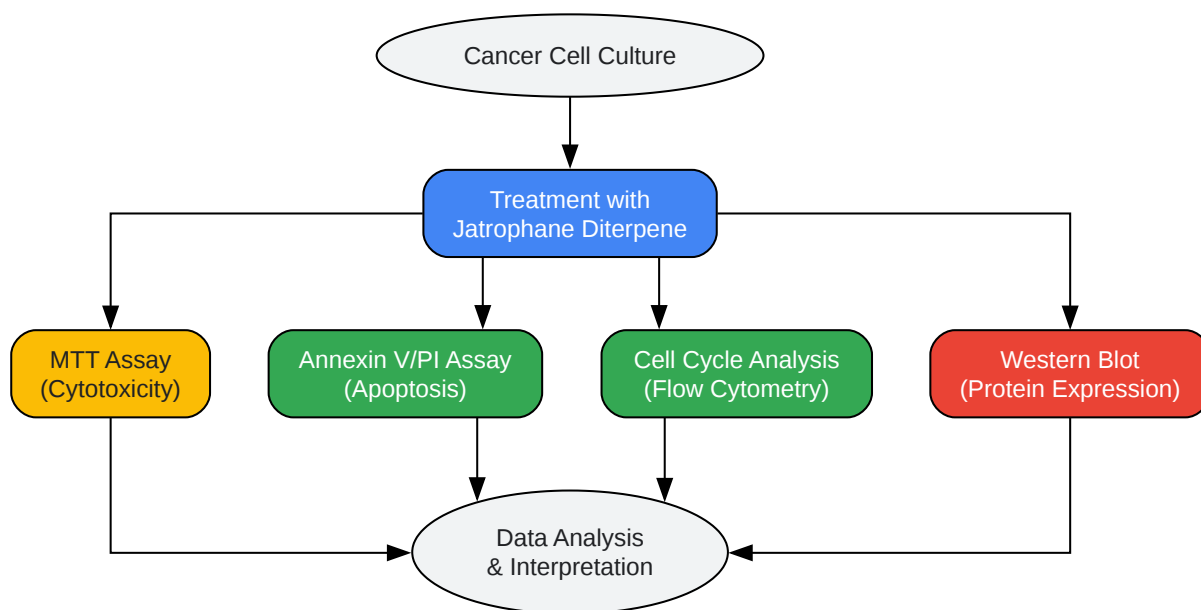 Cancer Cell Culture
Treatment with
Jatrophane Diterpene
MTT Assay
(Cytotoxicity)
Annexin V/PI Assay
(Apoptosis)
Cell Cycle Analysis
(Flow Cytometry)
Western Blot
(Protein Expression)
Data Analysis
& Interpretation